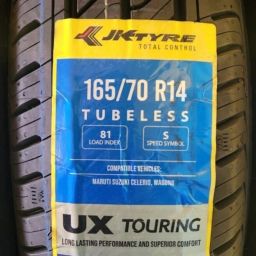 JKTYRE
TOTAL CONTROL
165/70 R14
TUBELESS
81
LOAD INDEX
S
SPEED SYMBOL
COMPATIBLE VEHICLES:
MARUTI SUZUKI CELERIO, WAGONR
UX TOURING
LONG LASTING PERFORMANCE AND SUPERIOR COMFORT